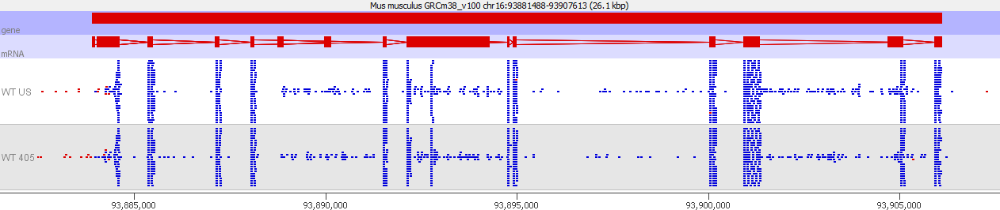 Mus musculus GRCm38_v100 chr16:93881488-93907613 (26.1 kbp)
gene
mRNA
WT US
WT 405
93,885,000 93,890,000 93,895,000 93,900,000 93,905,000